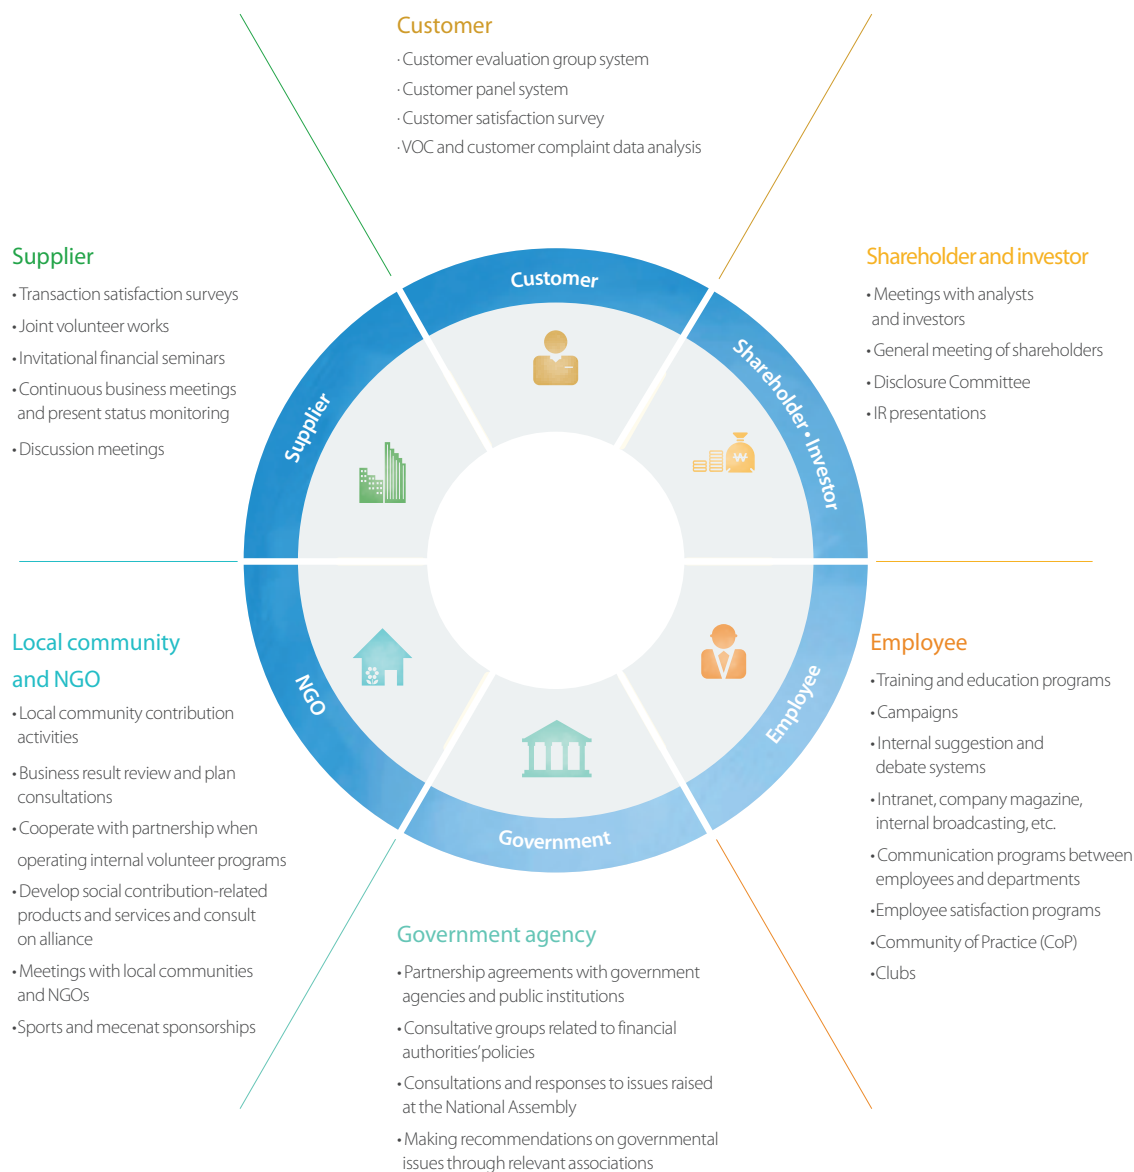 Customer
· Customer evaluation group system
· Customer panel system
· Customer satisfaction survey
· VOC and customer complaint data analysis
Supplier
• Transaction satisfaction surveys
• Joint volunteer works
• Invitational financial seminars
• Continuous business meetings
and present status monitoring
• Discussion meetings
Shareholder and investor
• Meetings with analysts
and investors
• General meeting of shareholders
• Disclosure Committee
• IR presentations
Customer
Supplier
Shareholder • Investor
₩
NGO
Employee
Government
Local community
and NGO
• Local community contribution
activities
• Business result review and plan
consultations
• Cooperate with partnership when
operating internal volunteer programs
• Develop social contribution-related
products and services and consult
on alliance
• Meetings with local communities
and NGOs
• Sports and mecenat sponsorships
Employee
• Training and education programs
• Campaigns
• Internal suggestion and
debate systems
• Intranet, company magazine,
internal broadcasting, etc.
• Communication programs between
employees and departments
• Employee satisfaction programs
• Community of Practice (CoP)
• Clubs
Government agency
• Partnership agreements with government
agencies and public institutions
• Consultative groups related to financial
authorities' policies
• Consultations and responses to issues raised
at the National Assembly
• Making recommendations on governmental
issues through relevant associations